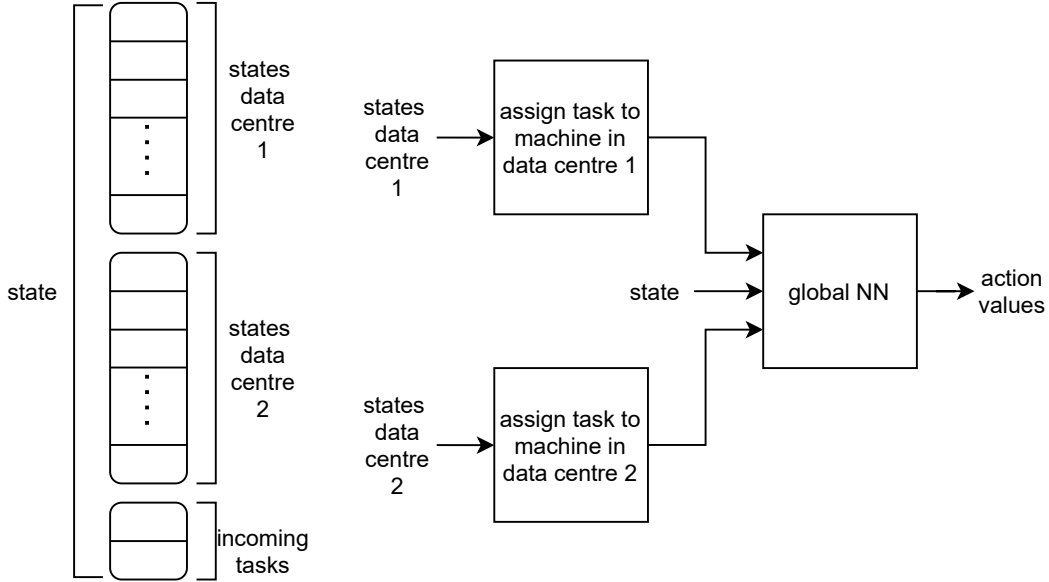 state
states
data
centre
1
states
data
centre
2
incoming
tasks
states
data
centre
1
assign task to
machine in
data centre 1
state
states
data
centre
2
assign task to
machine in
data centre 2
global NN
action
values